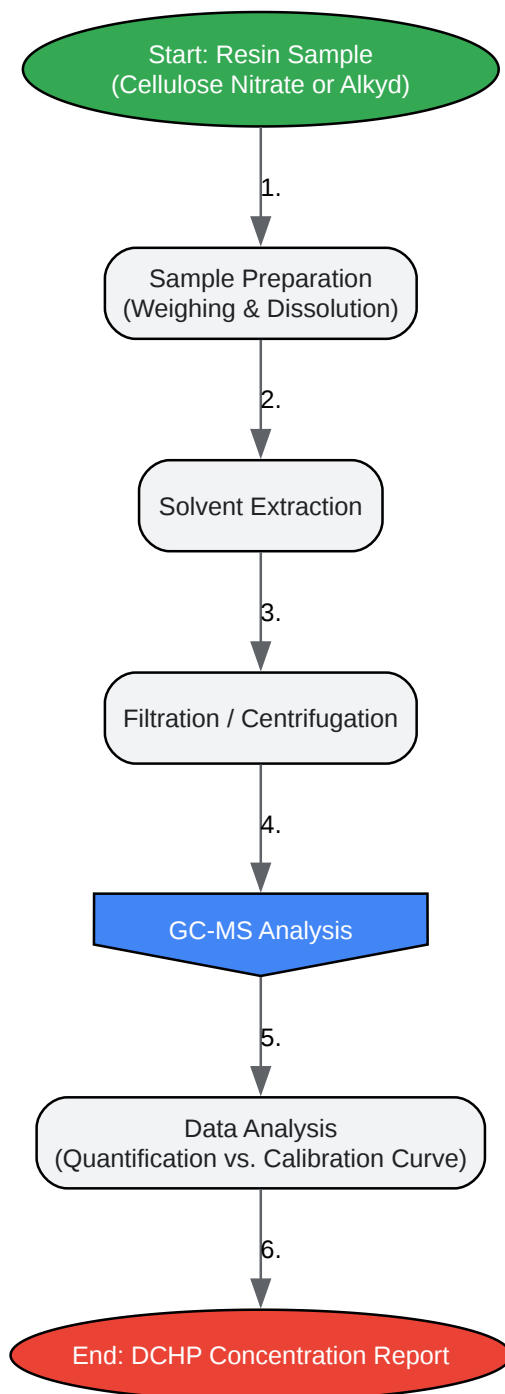 Start: Resin Sample
(Cellulose Nitrate or Alkyd)
1.
Sample Preparation
(Weighing & Dissolution)
2.
Solvent Extraction
3.
Filtration / Centrifugation
4.
GC-MS Analysis
5.
Data Analysis
(Quantification vs. Calibration Curve)
6.
End: DCHP Concentration Report